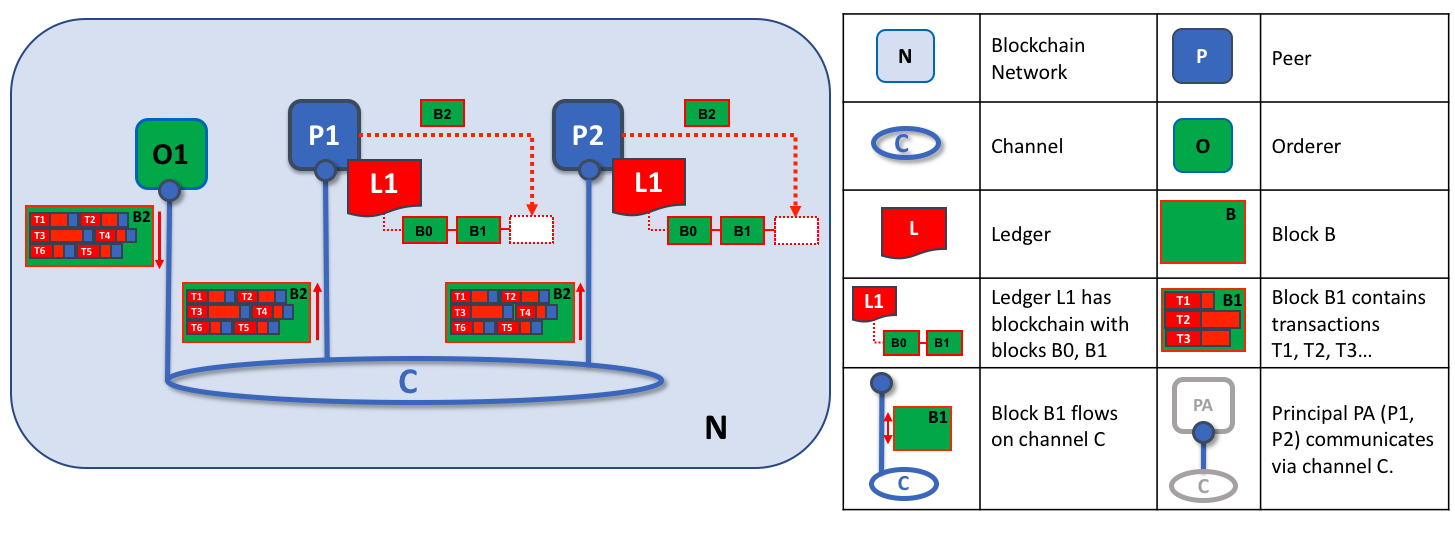 O1
P1
B2
P2
B2
L1
L1
B0
B1
B0
B1
T1
T2
B2
T3
T4
T6
T5
T1
T2
B2
T3
T4
T6
T5
T1
T2
B2
T3
T4
T6
T5
C
N
N
Blockchain
Network
P
Peer
C
Channel
O
Orderer
L
Ledger
B
Block B
L1
B0
B1
Ledger L1 has
blockchain with
blocks B0, B1
T1
B1
T2
T3
Block B1 contains
transactions
T1, T2, T3...
B1
C
Block B1 flows
on channel C
PA
C
Principal PA (P1,
P2) communicates
via channel C.